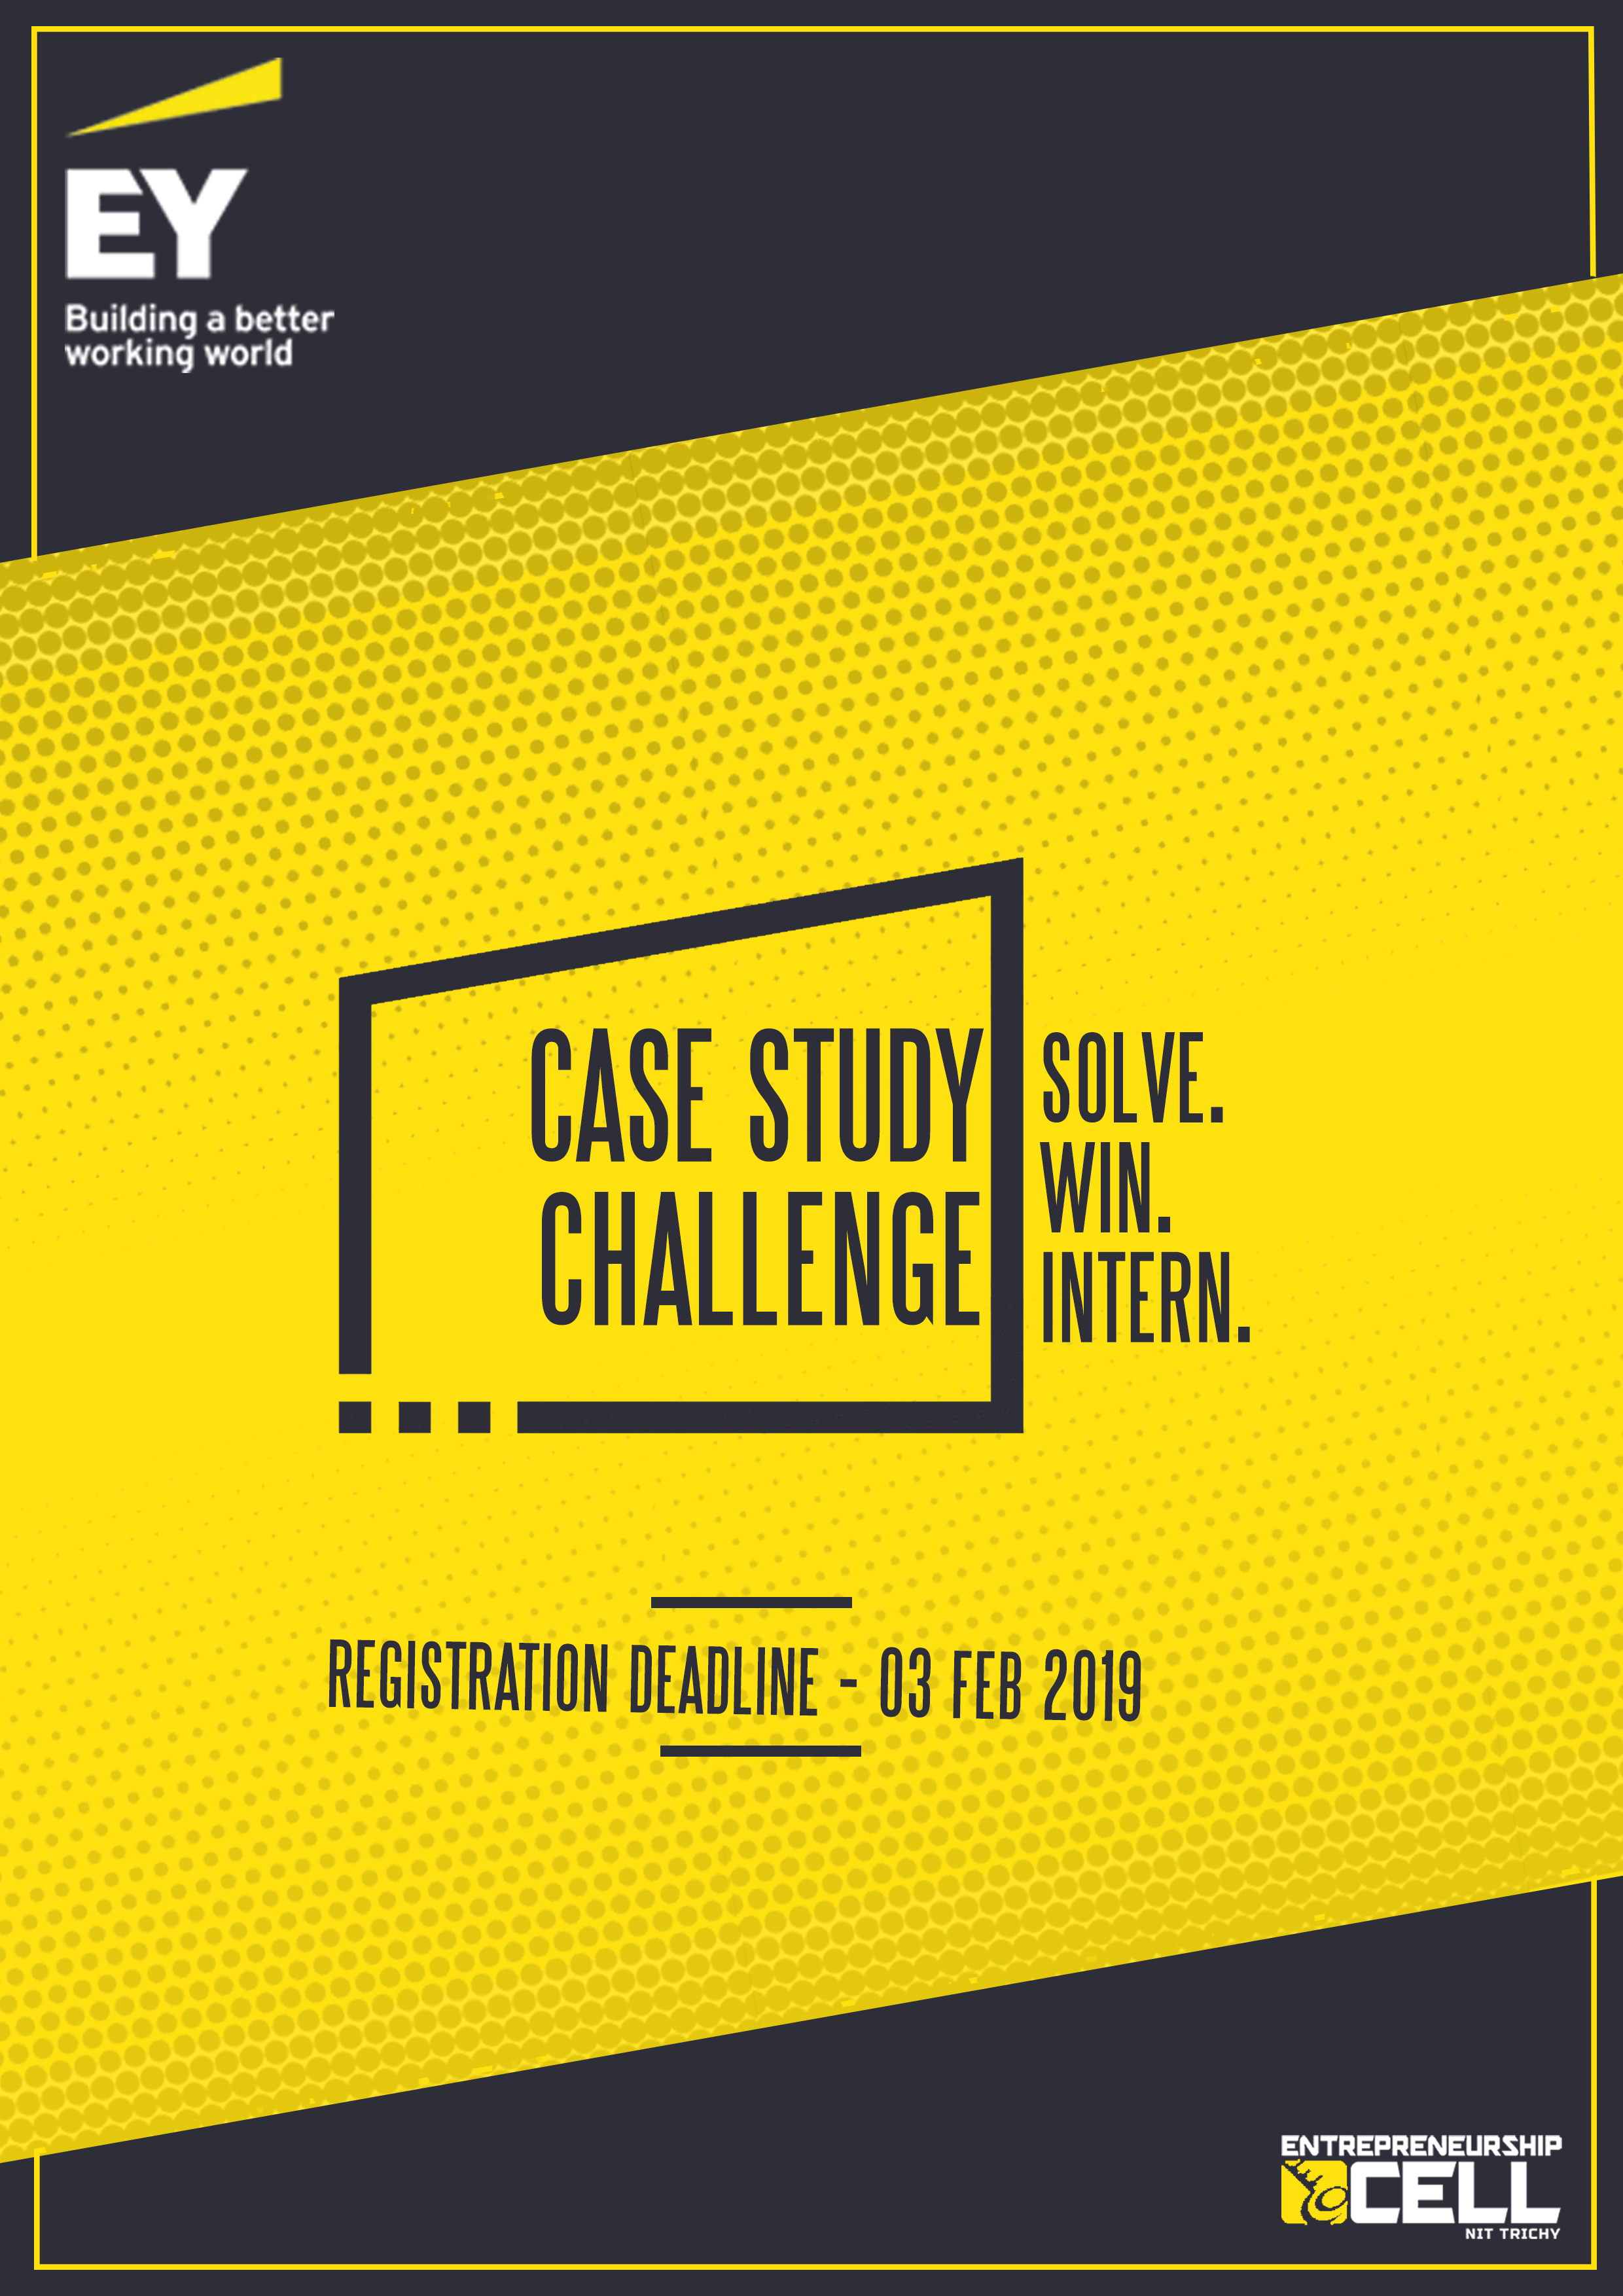 EY
Building a better
working world
CASE STUDY
CHALLENGE
SOLVE.
WIN.
INTERN.
REGISTRATION DEADLINE - 03 FEB 2019
ENTREPRENEURSHIP
CELL
NIT TRICHY